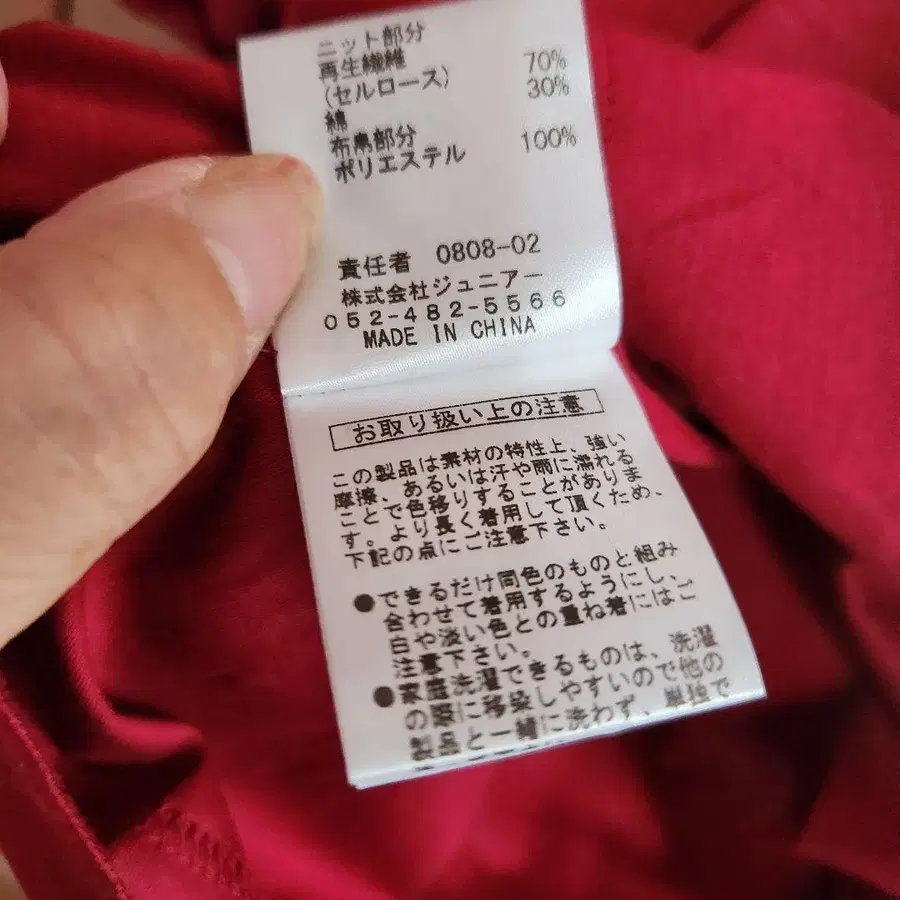 ニット部分
再生繊維 70%
(セルロース) 30%
綿
布帛部分
ポリエステル 100%
責任者 0808-02
株式会社ジュニアー
052-482-5566
MADE IN CHINA
お取り扱い上の注意
この製品は素材の特性上、強い
摩擦、あるいは汗や雨に濡れる
ことで色移りすることがありま
す。より長く着用して頂くため、
下記の点にご注意下さい。
●できるだけ同色のものと組み
合わせて着用するようにし、
白や淡い色との重ね着にはご
注意下さい。
●家庭洗濯できるものは、洗濯
の際に移染しやすいので他の
製品と一緒に洗わず、単独で